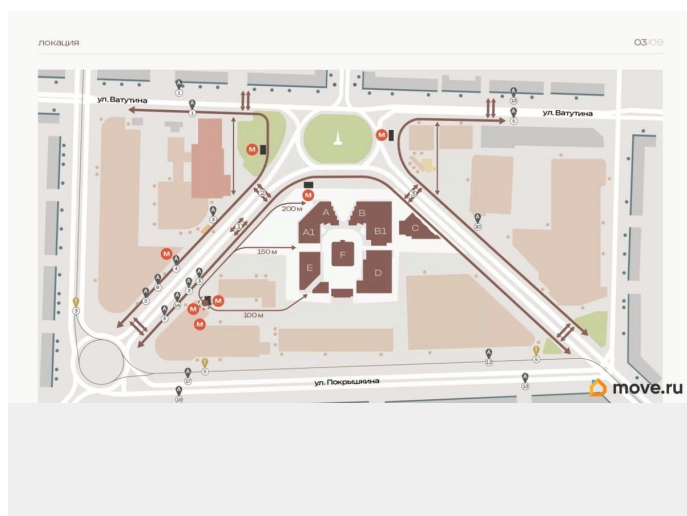 локация
03/09
ул. Ватутина
ул. Ватутина
М
М
М
200 м
A
B
A1
B1
C
М
150 м
F
E
D
М
М
100 м
М
ул. Покрышкина
move.ru